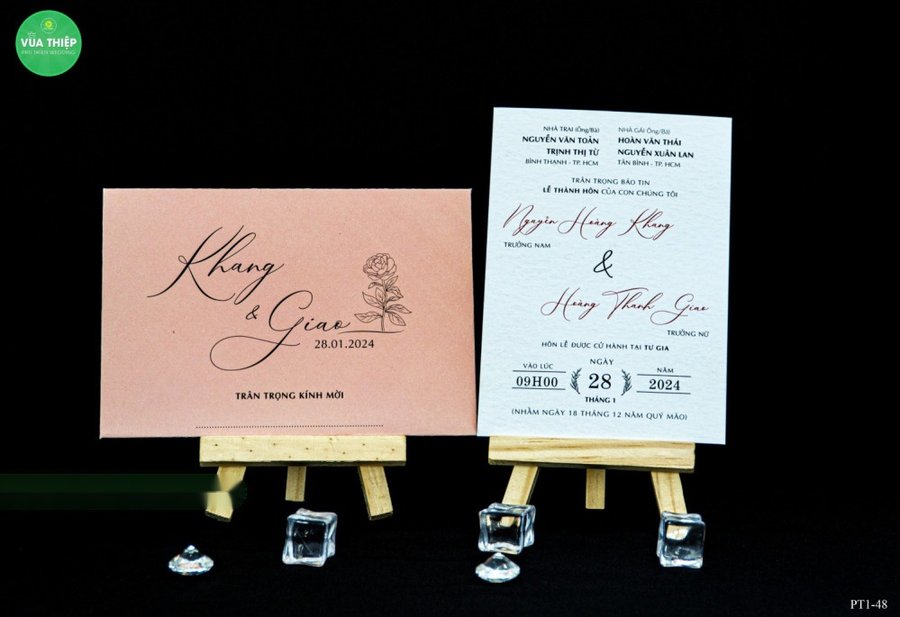 VUA THIỆP
Khang
& Giao
28.01.2024
TRÂN TRỌNG KÍNH MỜI
NHÀ TRAI (Ông/Bà)
NGUYỄN VĂN TOẢN
TRỊNH THỊ TỪ
BÌNH THẠNH - TP. HCM
NHÀ GÁI (Ông/Bà)
HOÀN VĂN THÁI
NGUYỄN XUÂN LAN
TÂN BÌNH - TP. HCM
TRÂN TRỌNG BÁO TIN
LỄ THÀNH HÔN CỦA CON CHÚNG TÔI
Nguyễn Hoàng Khang
TRƯỞNG NAM
&
Hoàng Thanh Giao
TRƯỞNG NỮ
HÔN LỄ ĐƯỢC CỬ HÀNH TẠI TƯ GIA
VÀO LÚC
09H00
NGÀY
28
THÁNG 1
NĂM
2024
(NHẰM NGÀY 18 THÁNG 12 NĂM QUÝ MÃO)
PT1-48